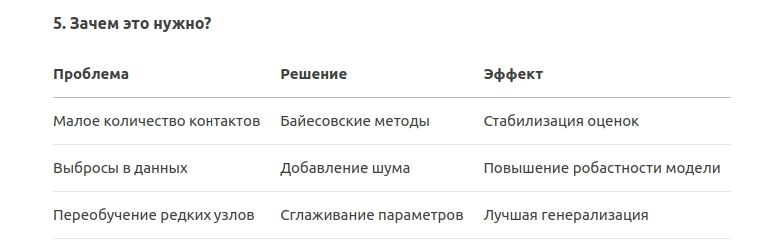 5. Зачем это нужно?
Проблема Решение Эффект
Малое количество контактов Байесовские методы Стабилизация оценок
Выбросы в данных Добавление шума Повышение робастности модели
Переобучение редких узлов Сглаживание параметров Лучшая генерализация